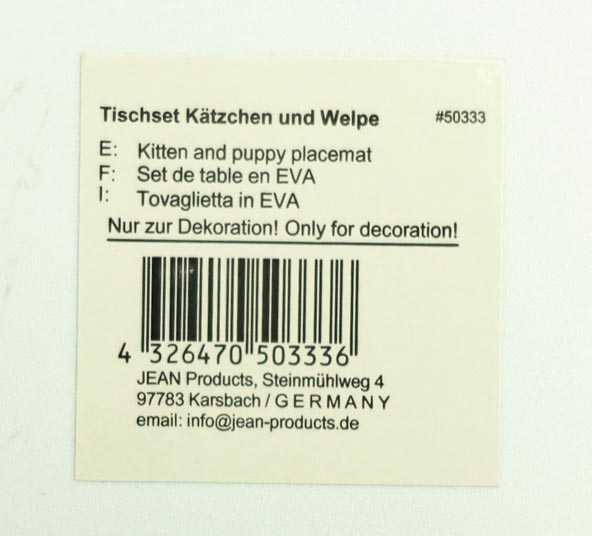 Tischset Kätzchen und Welpe #50333
E: Kitten and puppy placemat
F: Set de table en EVA
I: Tovaglietta in EVA
Nur zur Dekoration! Only for decoration!
4 326470 503336
JEAN Products, Steinmühlweg 4
97783 Karsbach / GERMANY
email: info@jean-products.de